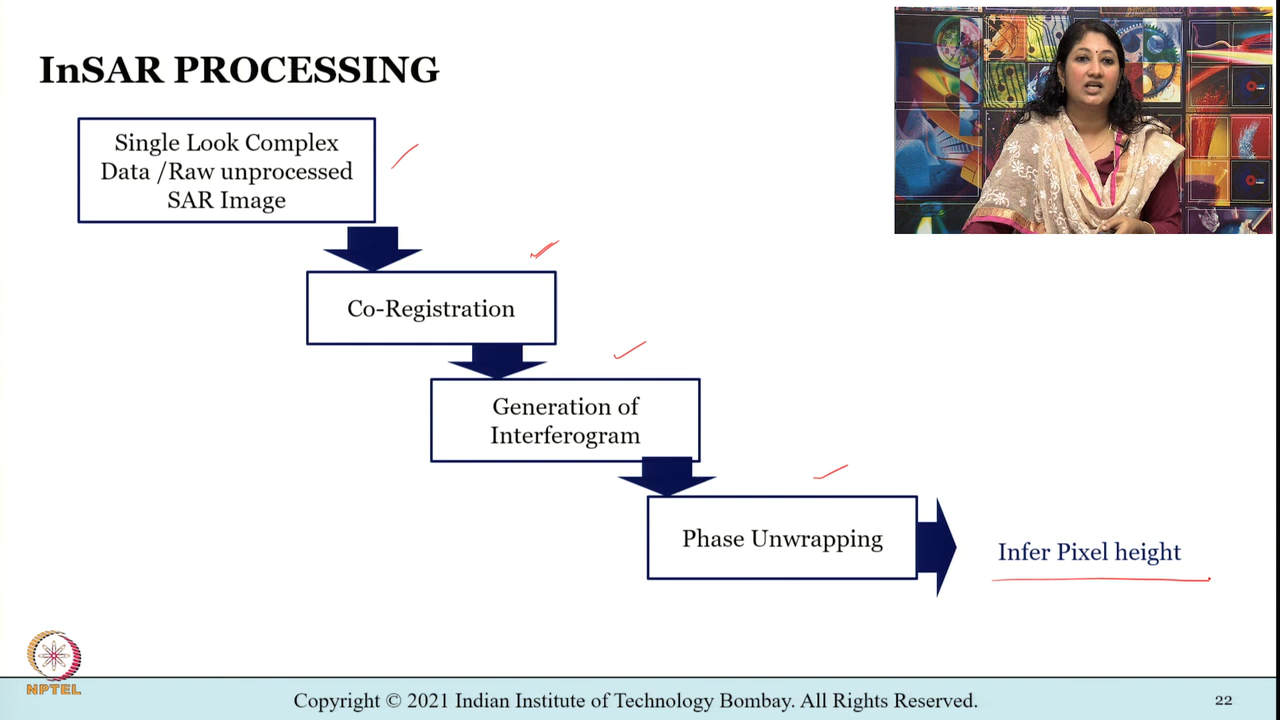 InSAR PROCESSING
Single Look Complex
Data /Raw unprocessed
SAR Image
Co-Registration
Generation of
Interferogram
Phase Unwrapping
Infer Pixel height
NPTEL
Copyright © 2021 Indian Institute of Technology Bombay. All Rights Reserved.
22